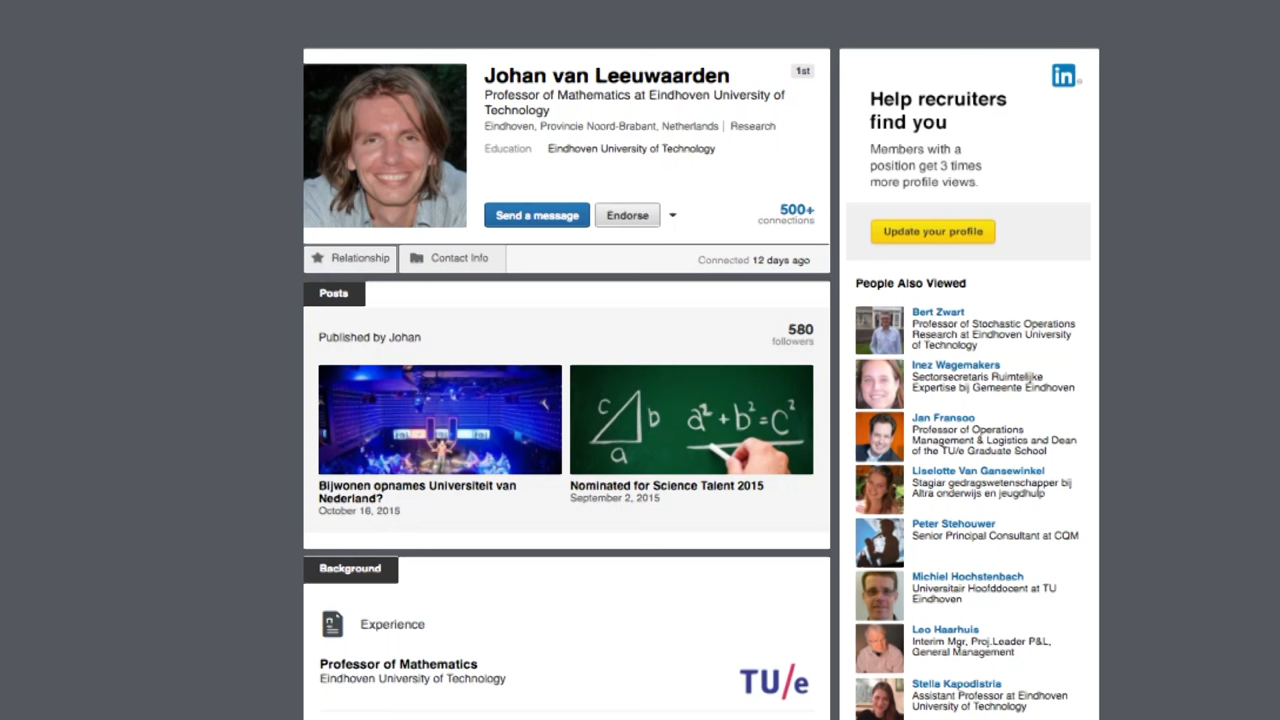 Johan van Leeuwaarden
1st
Professor of Mathematics at Eindhoven University of
Technology
Eindhoven, Provincie Noord-Brabant, Netherlands | Research
Education Eindhoven University of Technology
Send a message
Endorse
500+
connections
Relationship
Contact Info
Connected 12 days ago
Posts
Published by Johan
580
followers
c b a
a²+b²=c²
Bijwonen opnames Universiteit van
Nederland?
October 16, 2015
Nominated for Science Talent 2015
September 2, 2015
Background
Experience
Professor of Mathematics
Eindhoven University of Technology
TU/e
in
Help recruiters
find you
Members with a
position get 3 times
more profile views.
Update your profile
People Also Viewed
Bert Zwart
Professor of Stochastic Operations
Research at Eindhoven University
of Technology
Inez Wagemakers
Sectorsecretaris Ruimtelijke
Expertise bij Gemeente Eindhoven
Jan Fransoo
Professor of Operations
Management & Logistics and Dean
of the TU/e Graduate School
Liselotte Van Gansewinkel
Stagiar gedragswetenschapper bij
Altra onderwijs en jeugdhulp
Peter Stehouwer
Senior Principal Consultant at CQM
Michiel Hochstenbach
Universitair Hoofddocent at TU
Eindhoven
Leo Haarhuis
Interim Mgr, Proj.Leader P&L,
General Management
Stella Kapodistria
Assistant Professor at Eindhoven
University of Technology